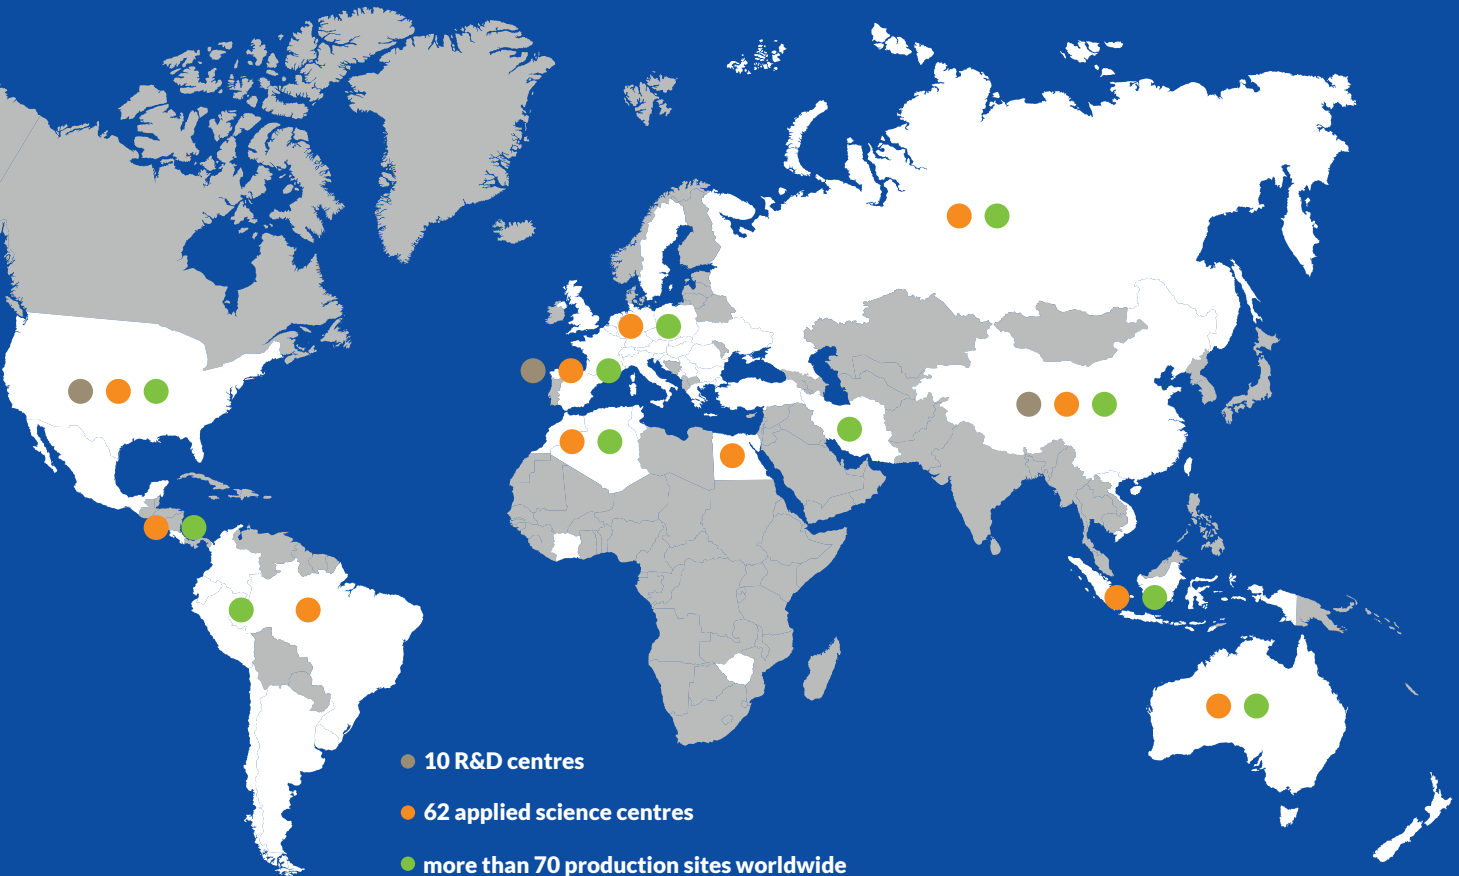 10 R&D centres
62 applied science centres
more than 70 production sites worldwide